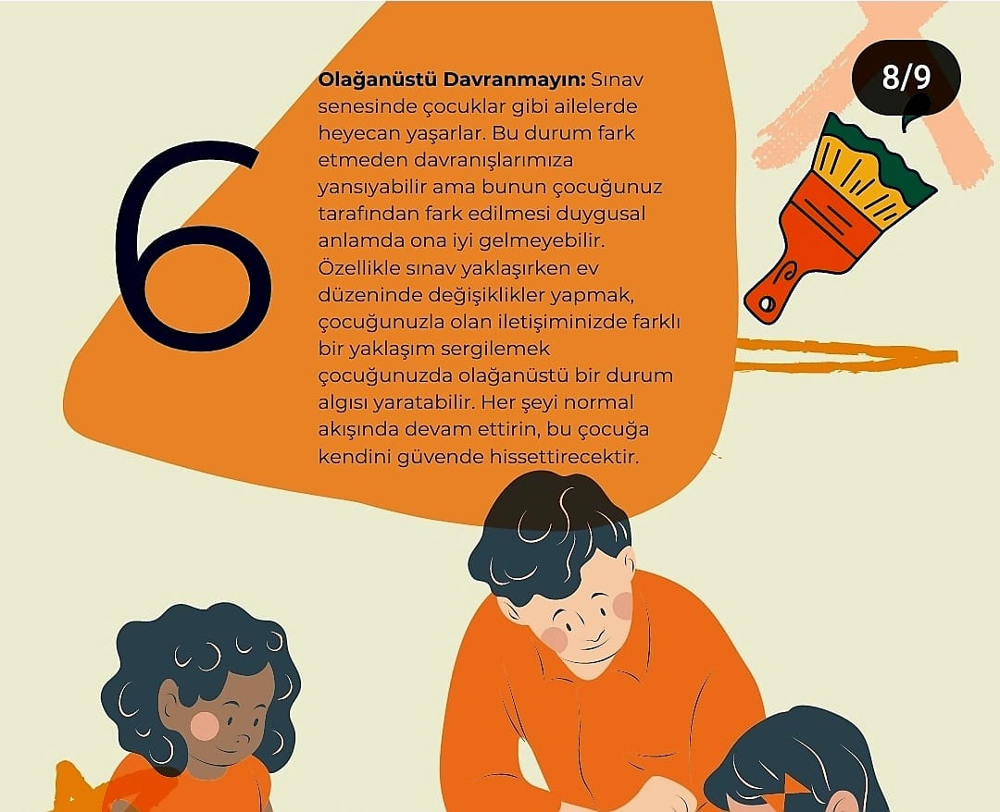 8/9
6
Olağanüstü Davranmayın: Sınav
senesinde çocuklar gibi ailelerde
heyecan yaşarlar. Bu durum fark
etmeden davranışlarımıza
yansıyabilir ama bunun çocuğunuz
tarafından fark edilmesi duygusal
anlamda ona iyi gelmeyebilir.
Özellikle sınav yaklaşırken ev
düzeninde değişiklikler yapmak,
çocuğunuzla olan iletişiminizde farklı
bir yaklaşım sergilemek
çocuğunuzda olağanüstü bir durum
algısı yaratabilir. Her şeyi normal
akışında devam ettirin, bu çocuğa
kendini güvende hissettirecektir.